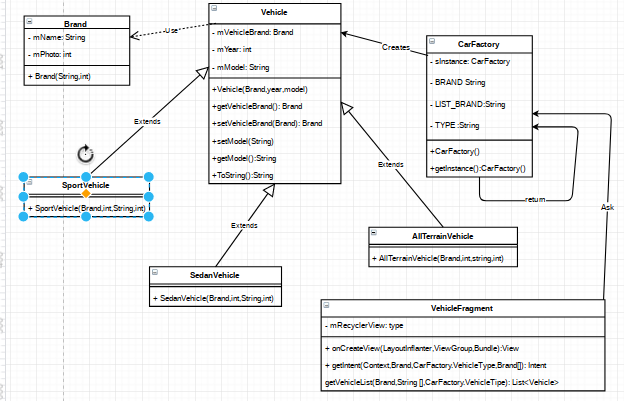 Brand
- mName: String
- mPhoto: int
+ Brand(String,int)
Use
Vehicle
- mVehicleBrand: Brand
- mYear: int
- mModel: String
+Vehicle(Brand,year,model)
+getVehicleBrand(): Brand
+setVehicleBrand(Brand): Brand
+setModel(String)
+getModel():String
+ToString():String
Creates
CarFactory
- sInstance: CarFactory
- BRAND String
- LIST_BRAND:String
- TYPE :String
+CarFactory()
+getInstance():CarFactory()
return
Ask
Extends
Extends
Extends
SportVehicle
+ SportVehicle(Brand,int,String,int)
SedanVehicle
+ SedanVehicle(Brand,int,String,int)
AllTerrainVehicle
+ AllTerrainVehicle(Brand,int,string,int)
VehicleFragment
- mRecyclerView: type
+ onCreateView(LayoutInflanter,ViewGroup,Bundle):View
+ getIntent(Context,Brand,CarFactory.VehicleType,Brand[]): Intent
getVehicleList(Brand,String [],CarFactory.VehicleTipe): List<Vehicle>